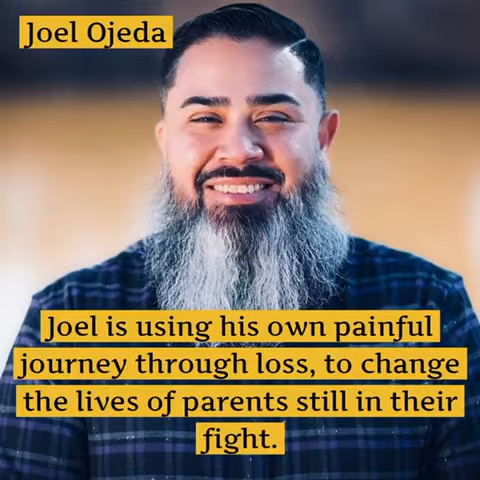 Joel Ojeda
Joel is using his own painful
journey through loss, to change
the lives of parents still in their
fight.